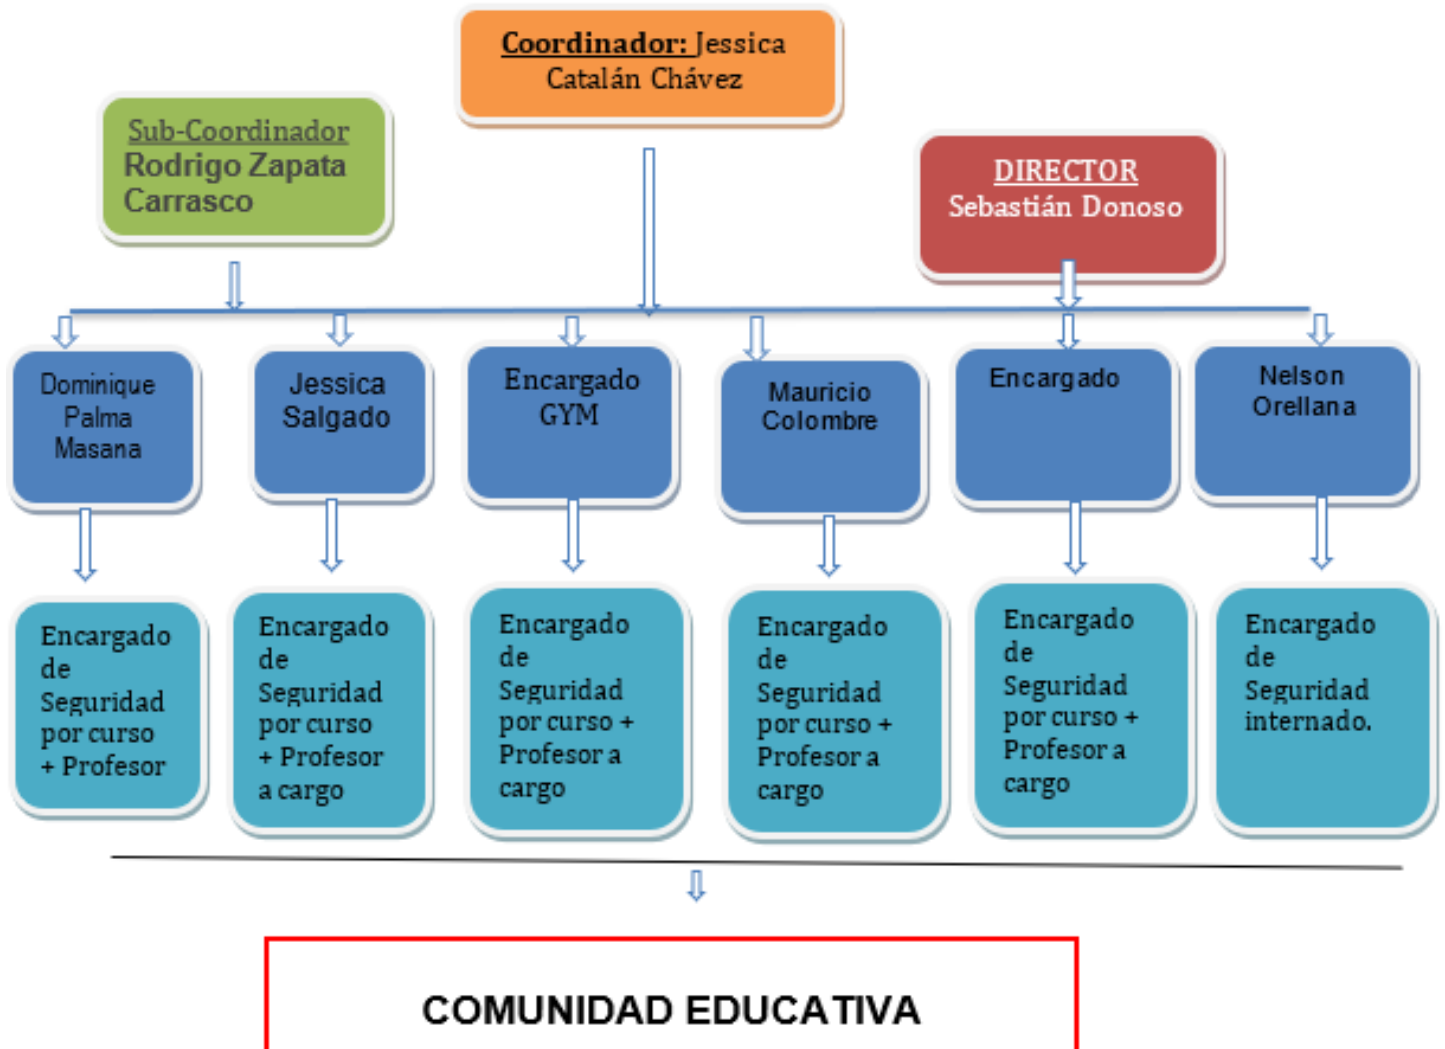 Coordinador: Jessica
Catalán Chávez
Sub-Coordinador
Rodrigo Zapata
Carrasco
DIRECTOR
Sebastián Donoso
Dominique
Palma
Masana
Jessica
Salgado
Encargado
GYM
Mauricio
Colombre
Encargado
Nelson
Orellana
Encargado
de
Seguridad
por curso
+ Profesor
Encargado
de
Seguridad
por curso
+ Profesor
a cargo
Encargado
de
Seguridad
por curso +
Profesor a
cargo
Encargado
de
Seguridad
por curso +
Profesor a
cargo
Encargado
de
Seguridad
por curso +
Profesor a
cargo
Encargado
de
Seguridad
internado.
COMUNIDAD EDUCATIVA